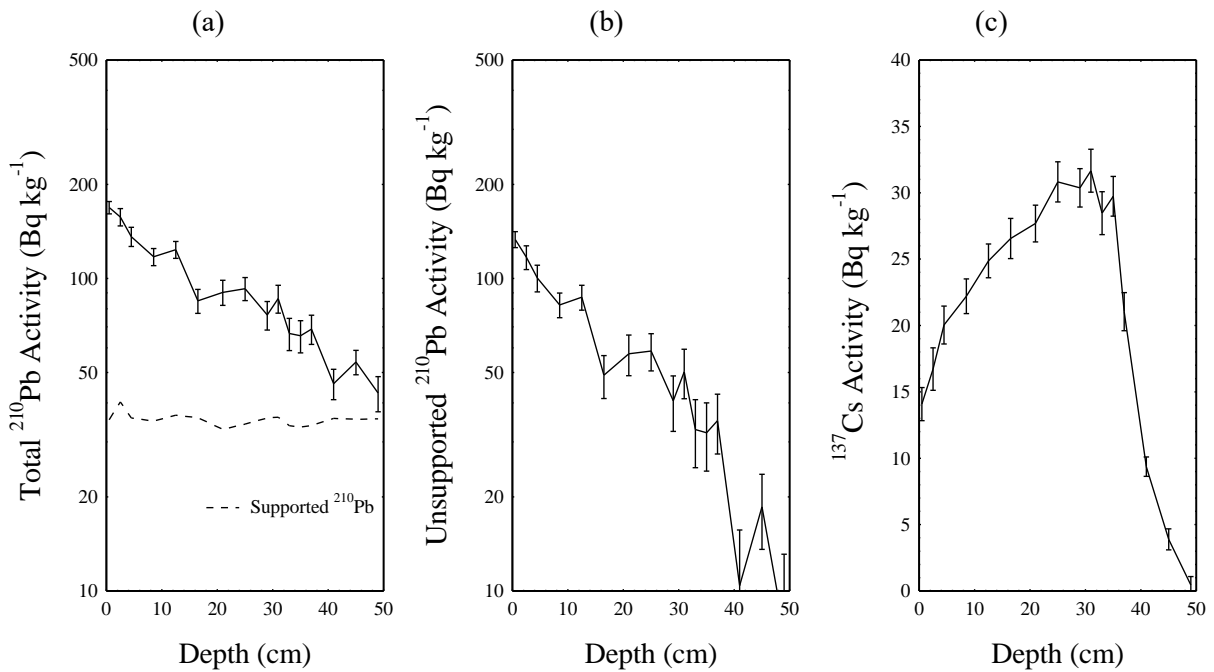 (a)
Total ²¹⁰Pb Activity (Bq kg⁻¹)
500
200
100
50
20
10
Supported ²¹⁰Pb
0 10 20 30 40 50
Depth (cm)
(b)
Unsupported ²¹⁰Pb Activity (Bq kg⁻¹)
500
200
100
50
20
10
0 10 20 30 40 50
Depth (cm)
(c)
¹³⁷Cs Activity (Bq kg⁻¹)
40
35
30
25
20
15
10
5
0
0 10 20 30 40 50
Depth (cm)